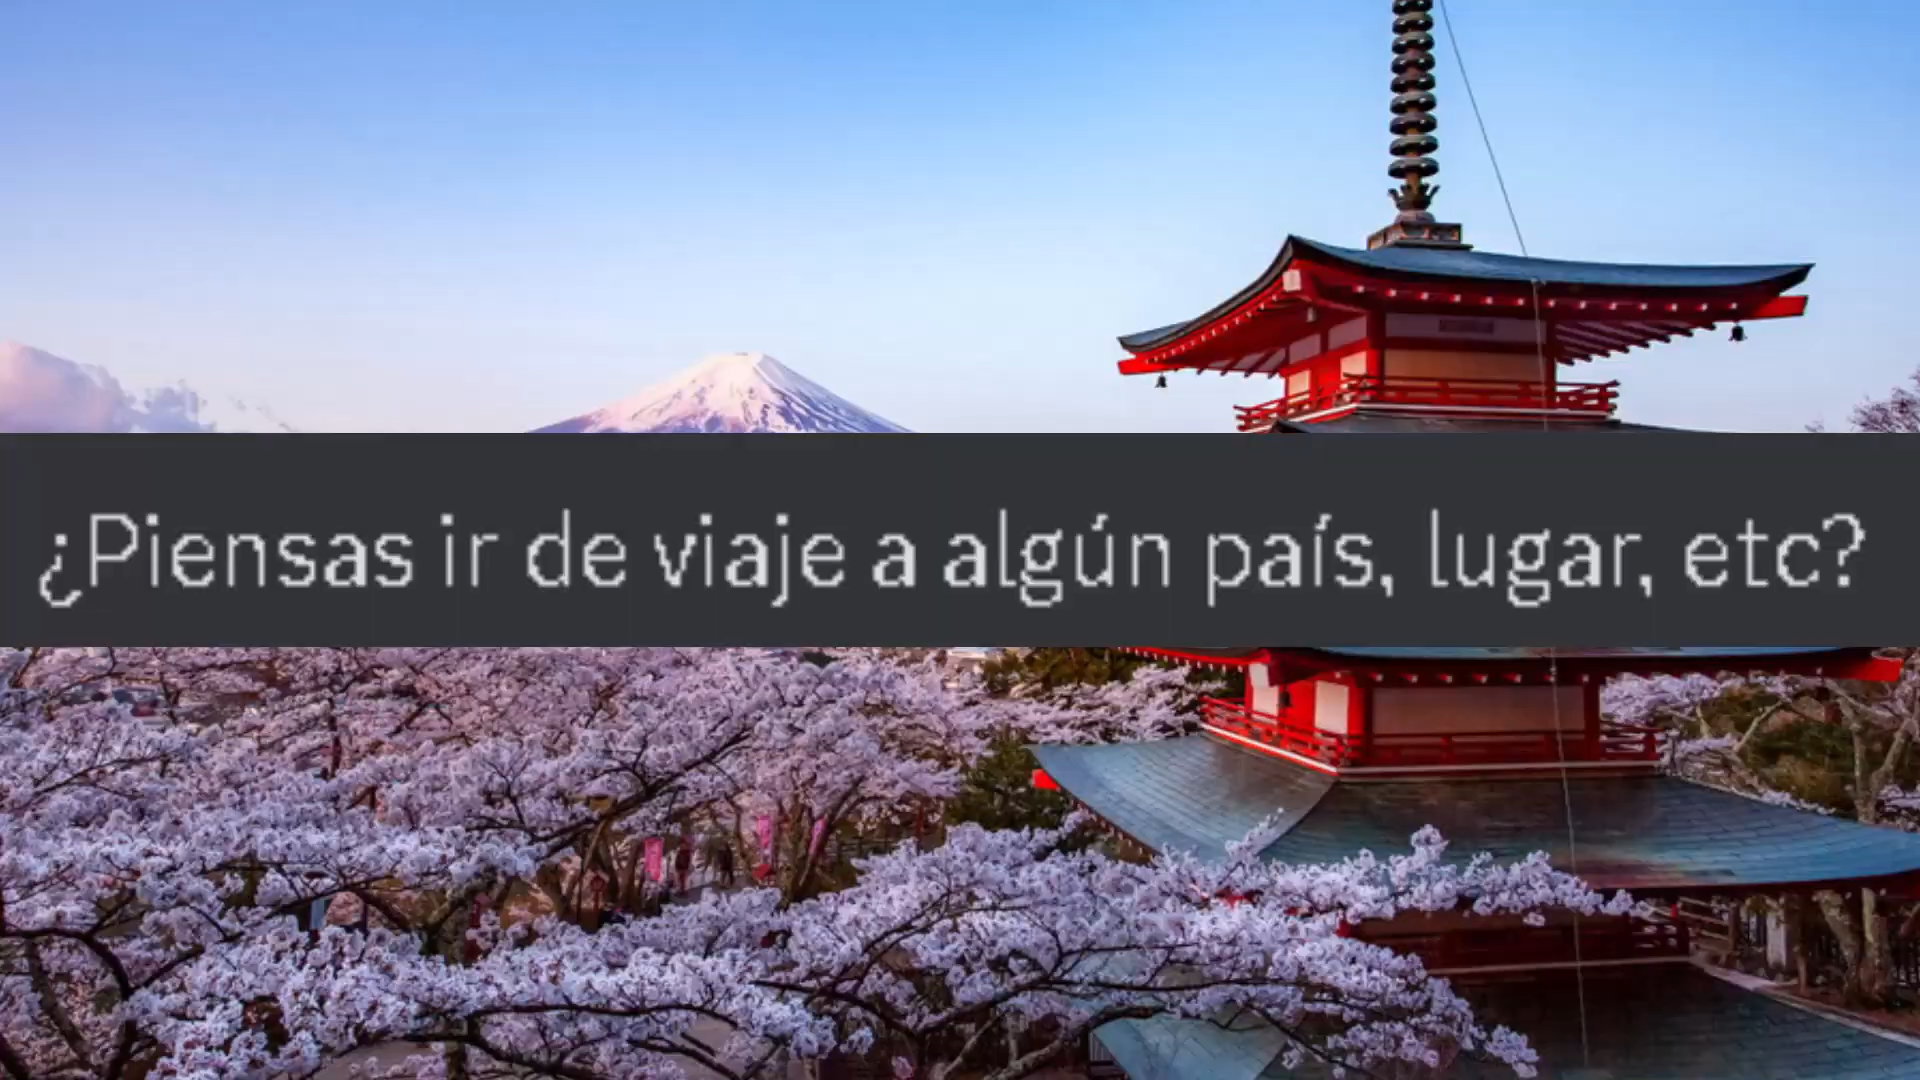 ¿Piensas ir de viaje a algún país, lugar, etc?